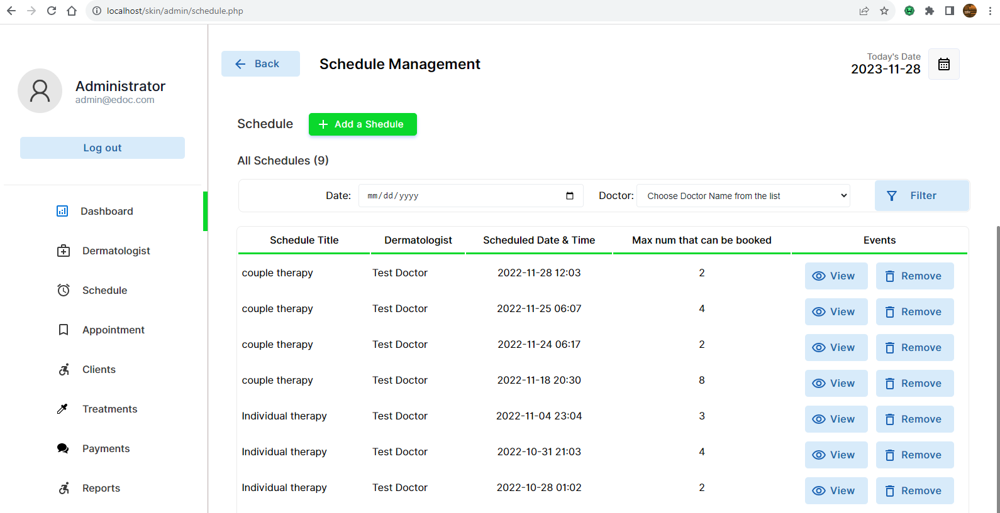 localhost/skin/admin/schedule.php
Administrator
admin@edoc.com
Log out
Dashboard
Dermatologist
Schedule
Appointment
Clients
Treatments
Payments
Reports
Back
Schedule Management
Today's Date
2023-11-28
Schedule
Add a Shedule
All Schedules (9)
Date: mm/dd/yyyy Doctor: Choose Doctor Name from the list Filter
Schedule Title Dermatologist Scheduled Date & Time Max num that can be booked Events
couple therapy Test Doctor 2022-11-28 12:03 2 View Remove
couple therapy Test Doctor 2022-11-25 06:07 4 View Remove
couple therapy Test Doctor 2022-11-24 06:17 2 View Remove
couple therapy Test Doctor 2022-11-18 20:30 8 View Remove
Individual therapy Test Doctor 2022-11-04 23:04 3 View Remove
Individual therapy Test Doctor 2022-10-31 21:03 4 View Remove
Individual therapy Test Doctor 2022-10-28 01:02 2 View Remove